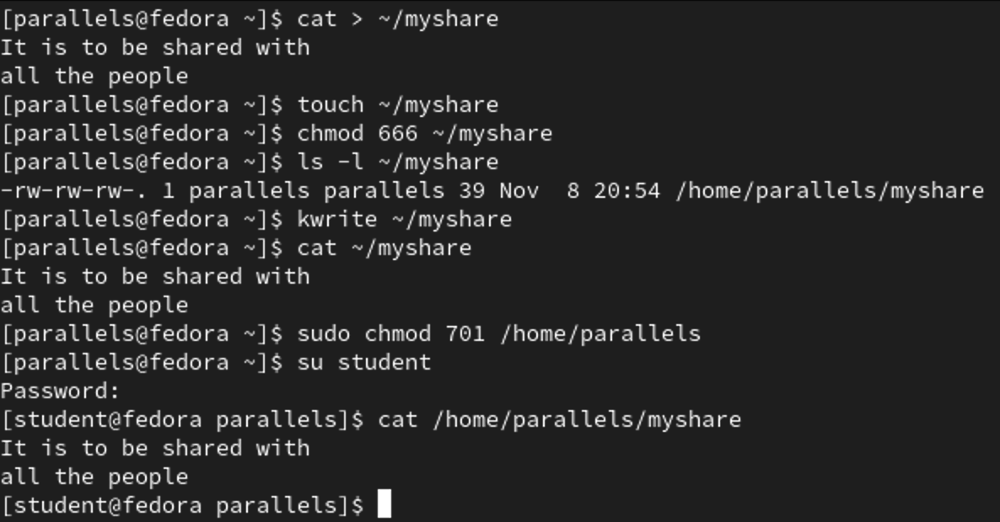 [parallels@fedora ~]$ cat > ~/myshare
It is to be shared with
all the people
[parallels@fedora ~]$ touch ~/myshare
[parallels@fedora ~]$ chmod 666 ~/myshare
[parallels@fedora ~]$ ls -l ~/myshare
-rw-rw-rw-. 1 parallels parallels 39 Nov  8 20:54 /home/parallels/myshare
[parallels@fedora ~]$ kwrite ~/myshare
[parallels@fedora ~]$ cat ~/myshare
It is to be shared with
all the people
[parallels@fedora ~]$ sudo chmod 701 /home/parallels
[parallels@fedora ~]$ su student
Password:
[student@fedora parallels]$ cat /home/parallels/myshare
It is to be shared with
all the people
[student@fedora parallels]$